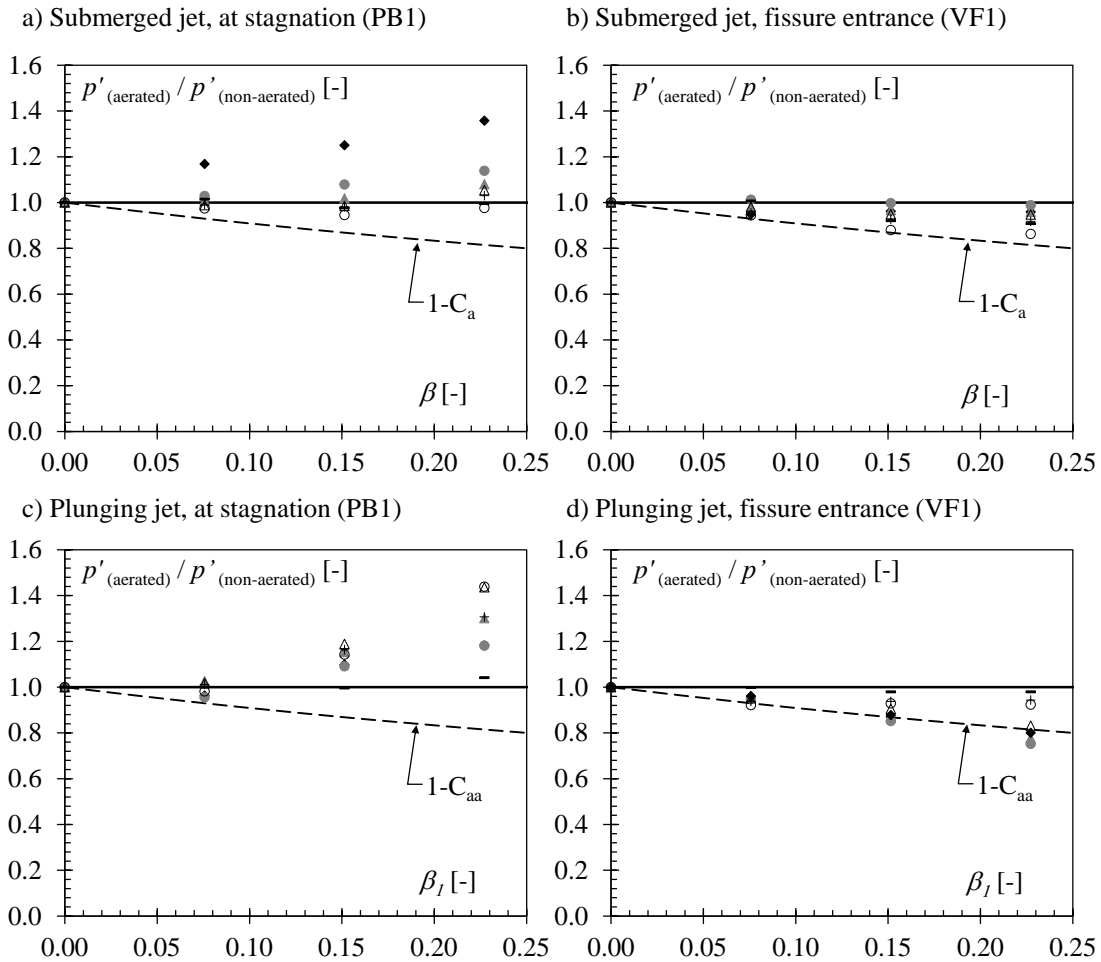 a) Submerged jet, at stagnation (PB1)
p'(aerated) / p'(non-aerated) [-]
1.6
1.4
1.2
1.0
0.8
0.6
0.4
0.2
0.0
1-Ca
β [-]
0.00 0.05 0.10 0.15 0.20 0.25
b) Submerged jet, fissure entrance (VF1)
p'(aerated) / p'(non-aerated) [-]
1.6
1.4
1.2
1.0
0.8
0.6
0.4
0.2
0.0
1-Ca
β [-]
0.00 0.05 0.10 0.15 0.20 0.25
c) Plunging jet, at stagnation (PB1)
p'(aerated) / p'(non-aerated) [-]
1.6
1.4
1.2
1.0
0.8
0.6
0.4
0.2
0.0
1-Caa
β1 [-]
0.00 0.05 0.10 0.15 0.20 0.25
d) Plunging jet, fissure entrance (VF1)
p'(aerated) / p'(non-aerated) [-]
1.6
1.4
1.2
1.0
0.8
0.6
0.4
0.2
0.0
1-Caa
β1 [-]
0.00 0.05 0.10 0.15 0.20 0.25